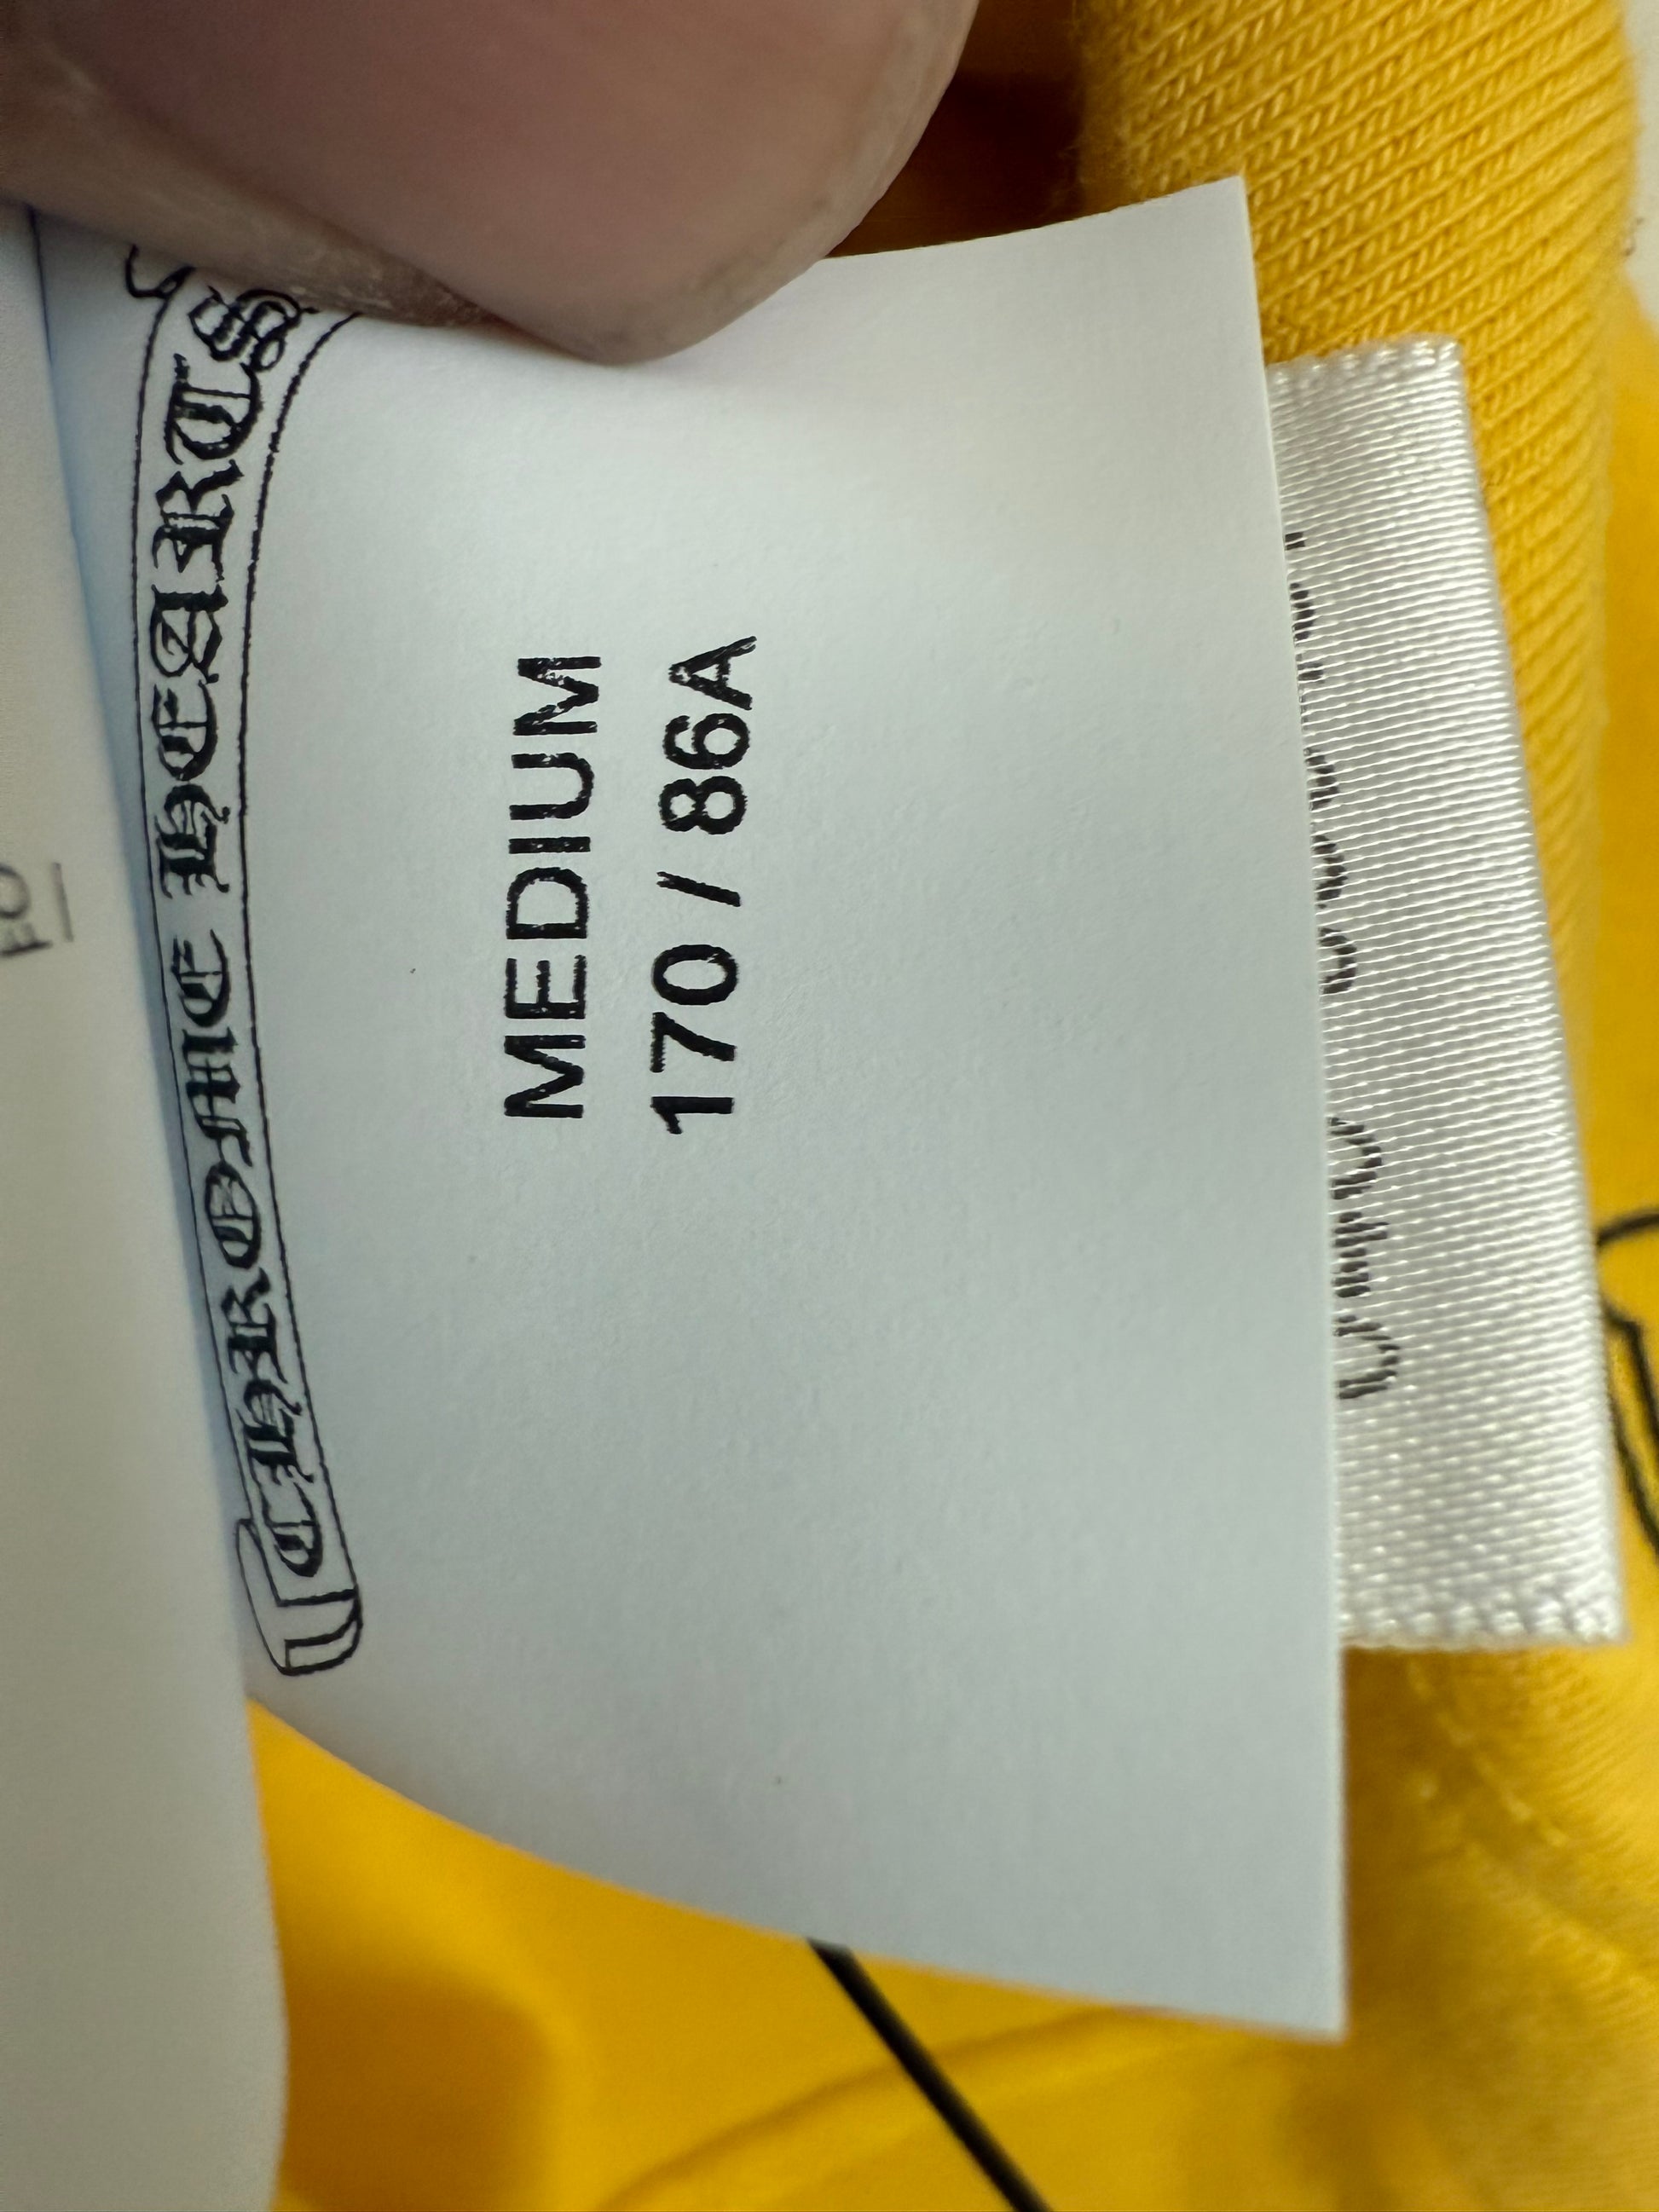 CHROME HEARTS
MEDIUM
170 / 86A